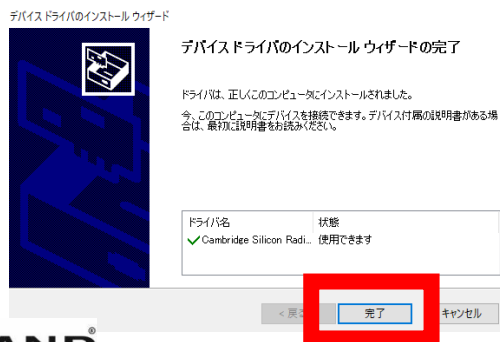 デバイス ドライバのインストール ウィザード
デバイス ドライバのインストール ウィザードの完了
ドライバは、正しくこのコンピュータにインストールされました。
今、このコンピュータにデバイスを接続できます。デバイス付属の説明書がある場
合は、最初に説明書をお読みください。
ドライバ名 状態
Cambridge Silicon Radi... 使用できます
< 戻 完了 キャンセル